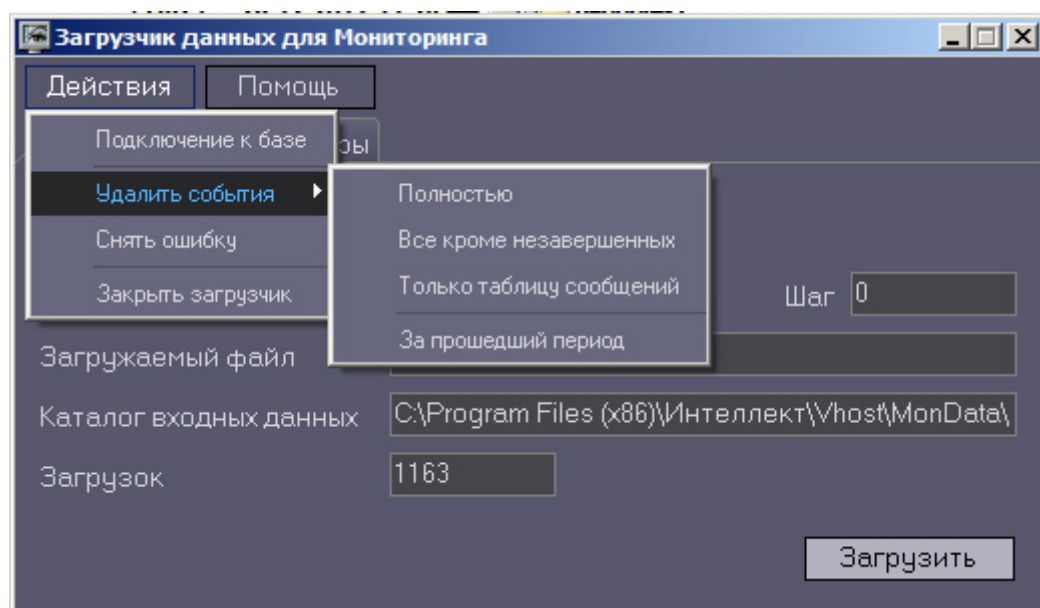 Загрузчик данных для Мониторинга
Действия Помощь
Подключение к базе
Удалить события
Снять ошибку
Закрыть загрузчик
Полностью
Все кроме незавершенных
Только таблицу сообщений
За прошедший период
Шаг 0
Загружаемый файл
Каталог входных данных C:\Program Files (x86)\Интеллект\Vhost\MonData\
Загрузок 1163
Загрузить